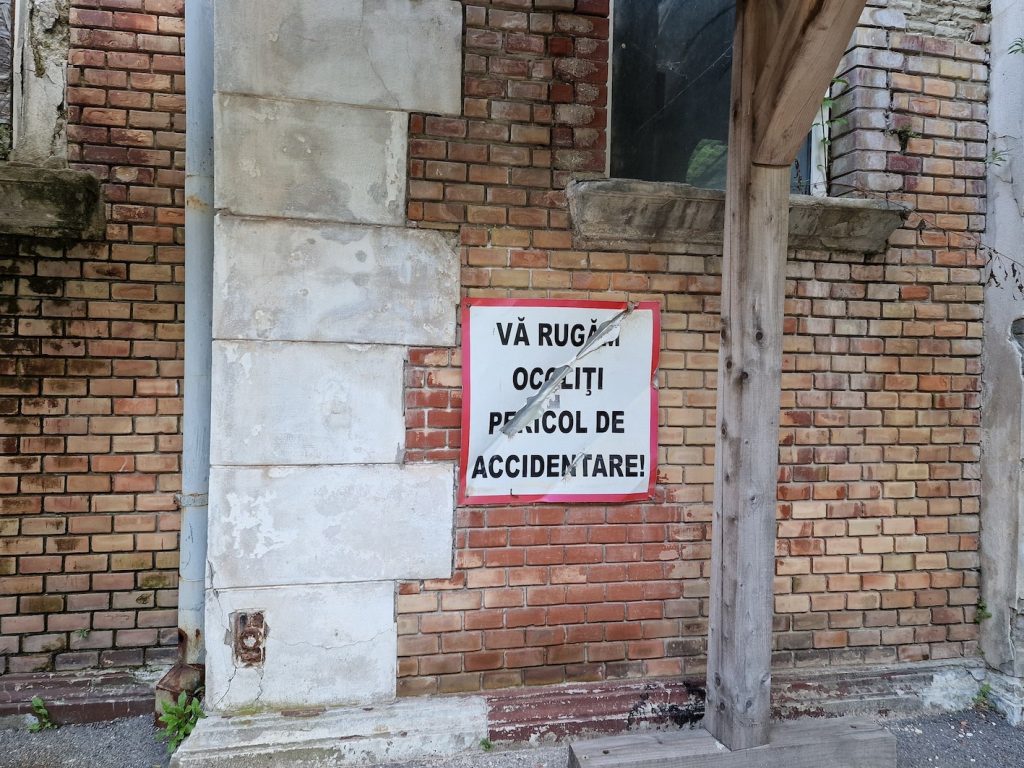 VĂ RUGĂM
OCOLIŢI
PERICOL DE
ACCIDENTARE!